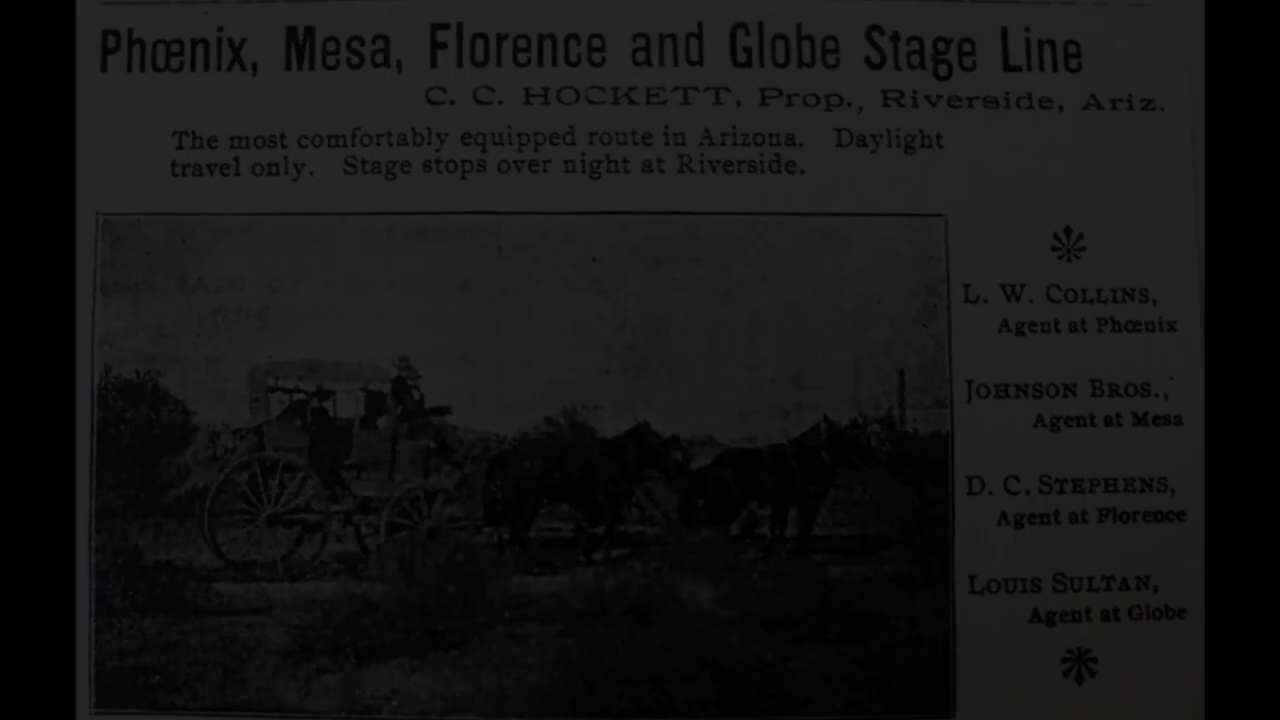 Phœnix, Mesa, Florence and Globe Stage Line
C. C. HOCKETT, Prop., Riverside, Ariz.
The most comfortably equipped route in Arizona. Daylight
travel only. Stage stops over night at Riverside.
L. W. COLLINS,
Agent at Phœnix
JOHNSON BROS.,
Agent at Mesa
D. C. STEPHENS,
Agent at Florence
LOUIS SULTAN,
Agent at Globe